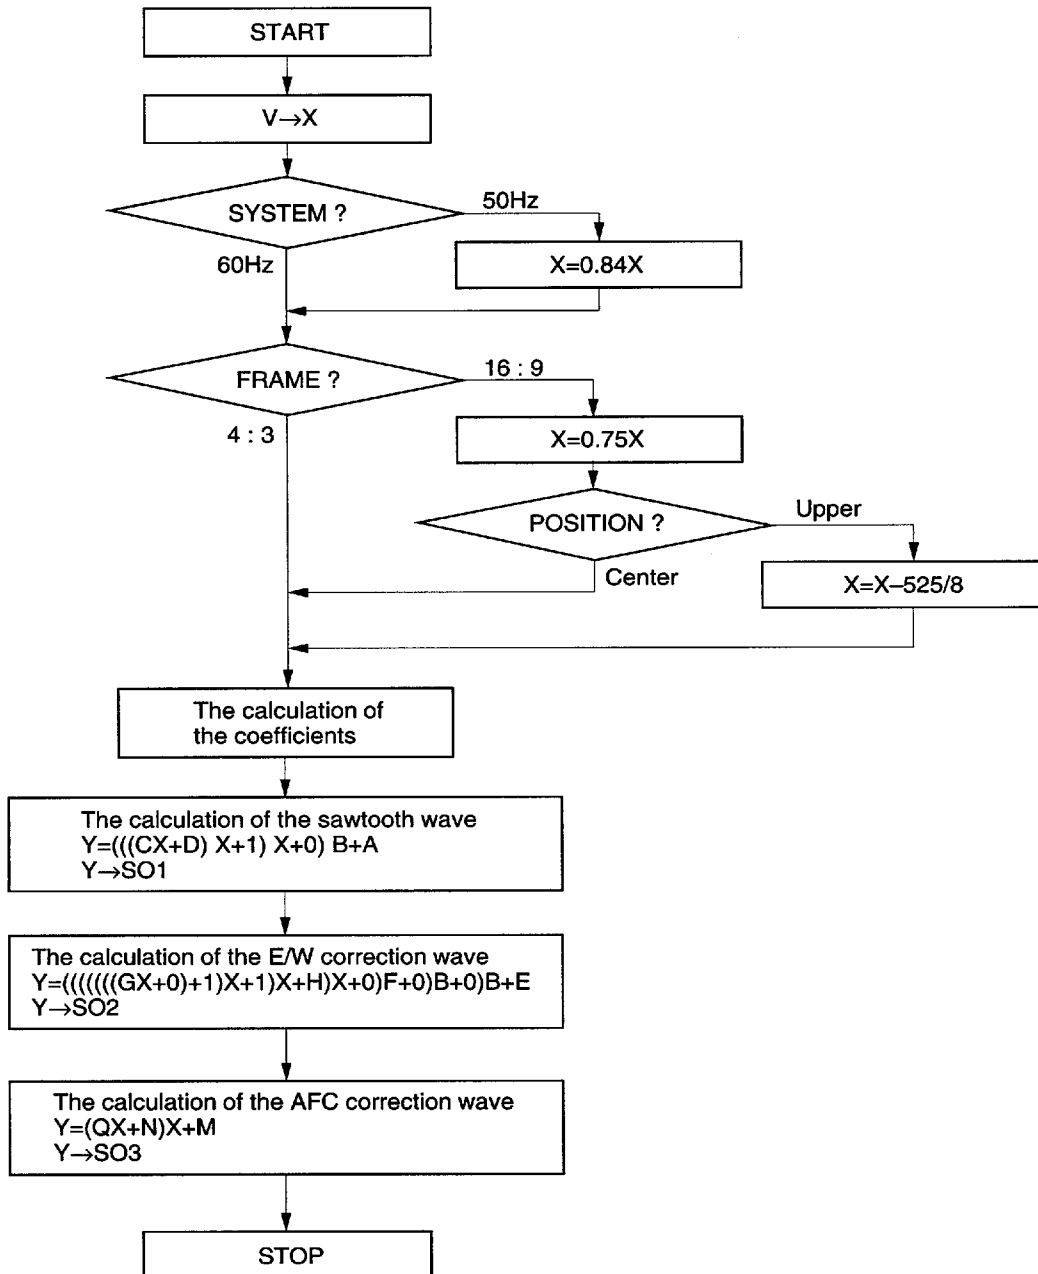 START
V→X
SYSTEM ?
50Hz
60Hz
X=0.84X
FRAME ?
16 : 9
4 : 3
X=0.75X
POSITION ?
Upper
Center
X=X–525/8
The calculation of
the coefficients
The calculation of the sawtooth wave
Y=(((CX+D) X+1) X+0) B+A
Y→SO1
The calculation of the E/W correction wave
Y=(((((((GX+0)+1)X+1)X+H)X+0)F+0)B+0)B+E
Y→SO2
The calculation of the AFC correction wave
Y=(QX+N)X+M
Y→SO3
STOP